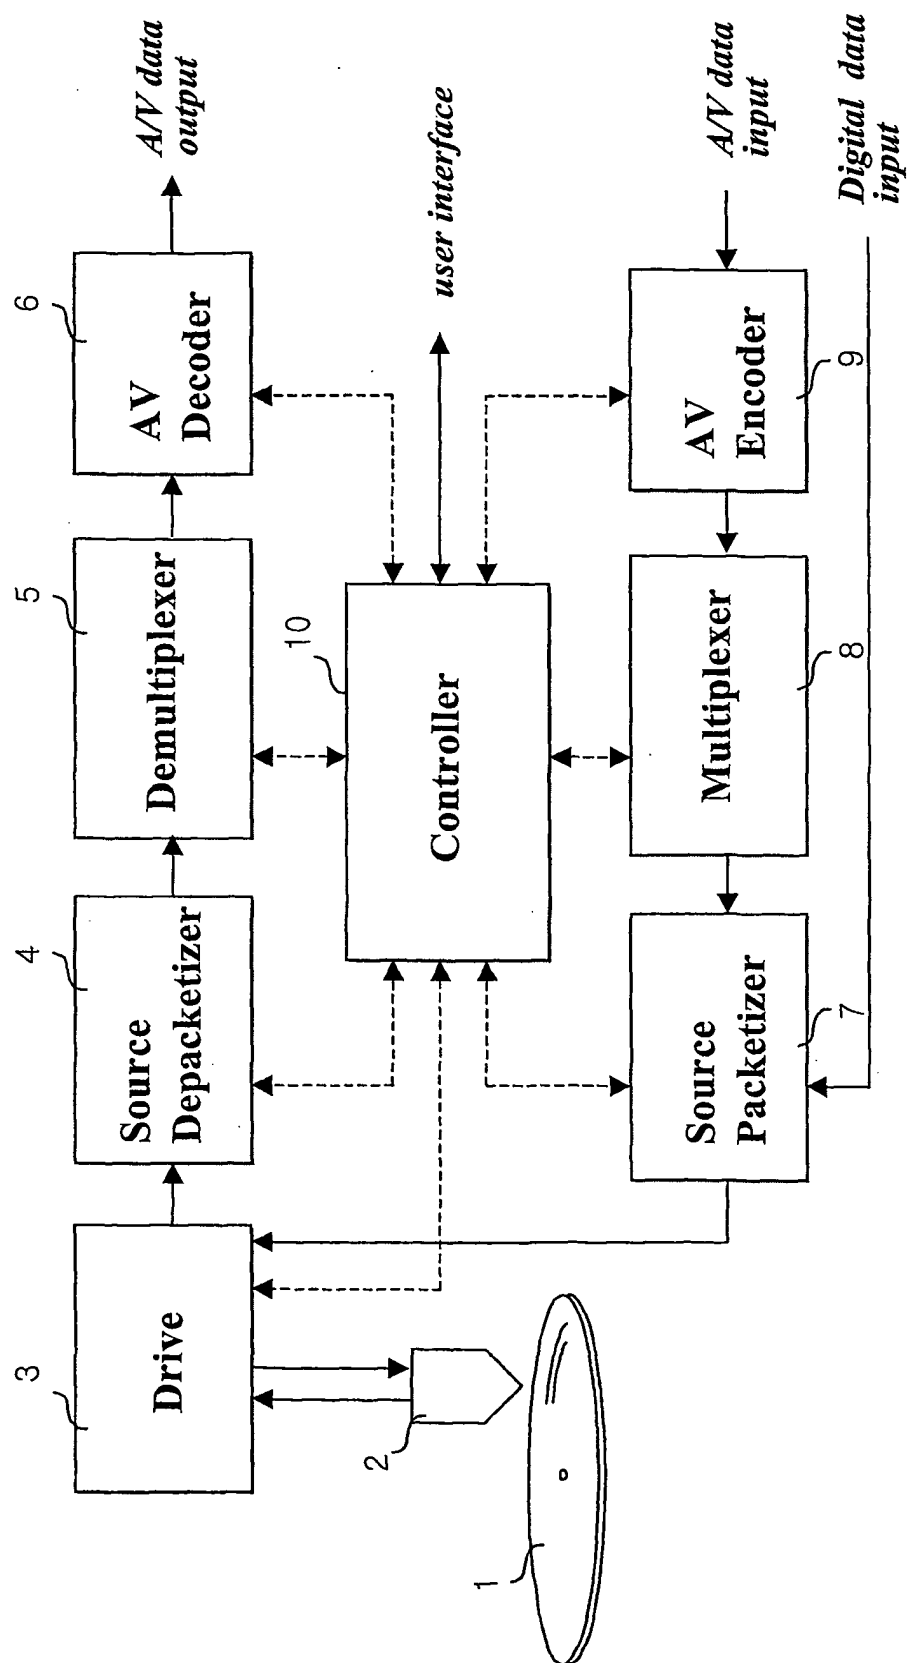 3
Drive
4
Source
Depacketizer
5
Demultiplexer
6
AV
Decoder
A/V data
output
2
1
10
Controller
user interface
Source
Packetizer
7
Multiplexer
8
AV
Encoder
9
A/V data
input
Digital data
input